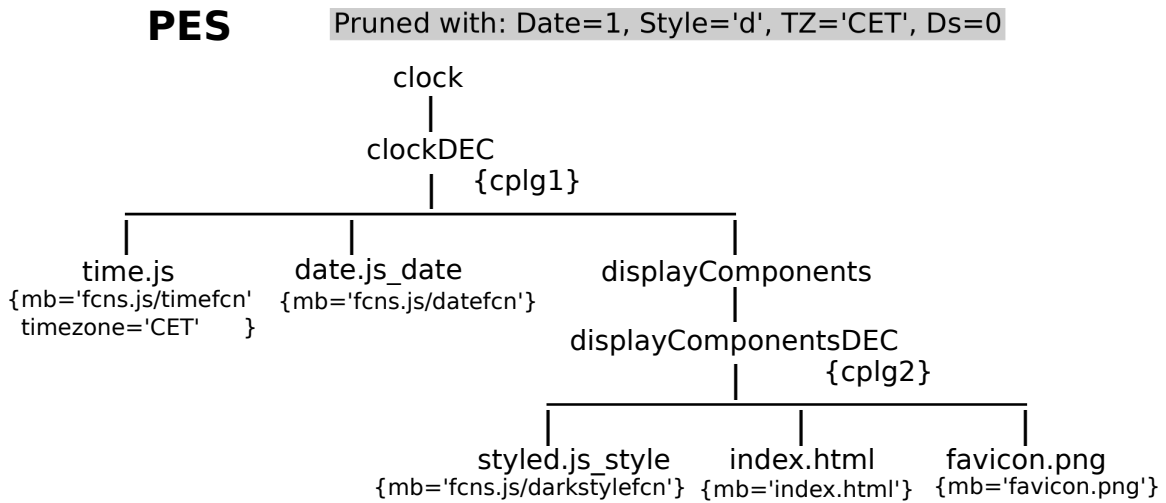 PES
Pruned with: Date=1, Style='d', TZ='CET', Ds=0
clock
clockDEC
{cplg1}
time.js
{mb='fcns.js/timefcn'
timezone='CET' }
date.js_date
{mb='fcns.js/datefcn'}
displayComponents
displayComponentsDEC
{cplg2}
styled.js_style
{mb='fcns.js/darkstylefcn'}
index.html
{mb='index.html'}
favicon.png
{mb='favicon.png'}